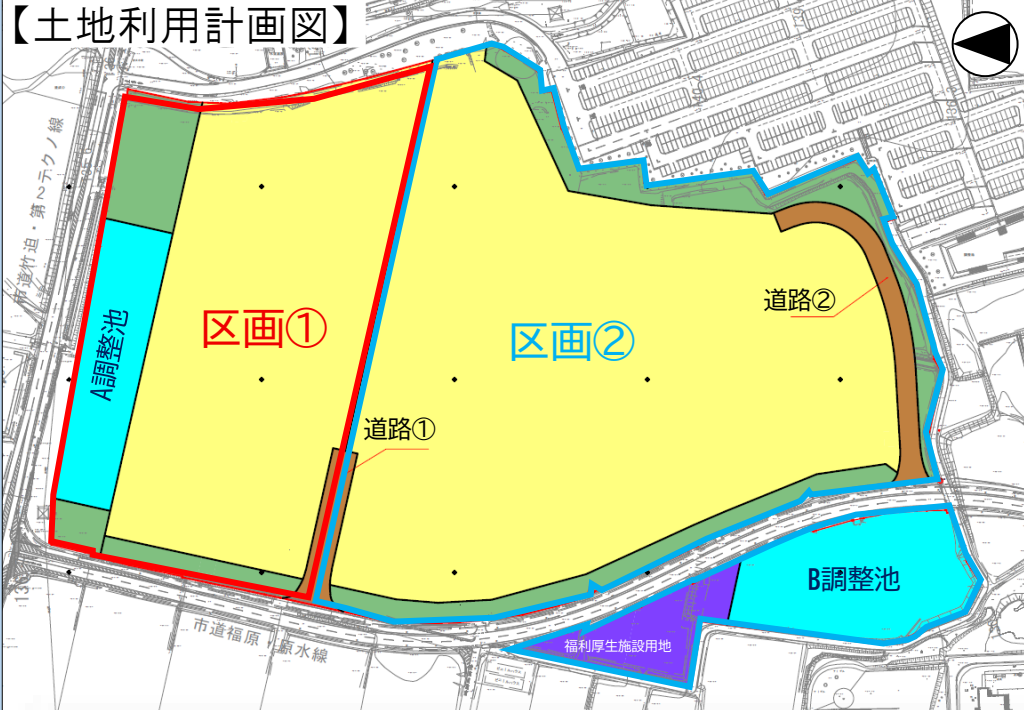 【土地利用計画図】
市道竹迫・第2テクノ線
A調整池
区画①
区画②
道路②
道路①
B調整池
福利厚生施設用地
市道福原・原水線